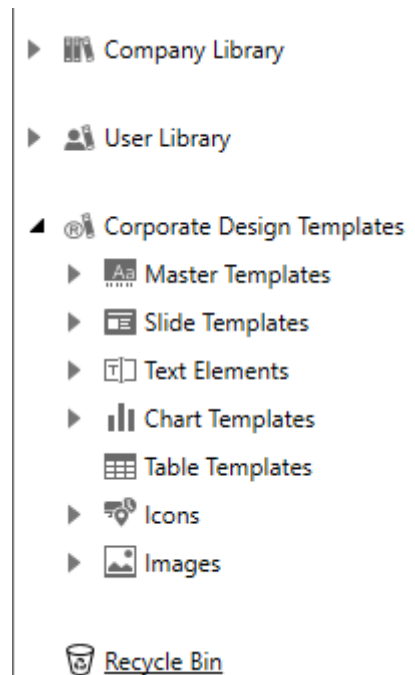 Company Library
User Library
® Corporate Design Templates
Aa Master Templates
Slide Templates
T Text Elements
Chart Templates
Table Templates
Icons
Images
Recycle Bin